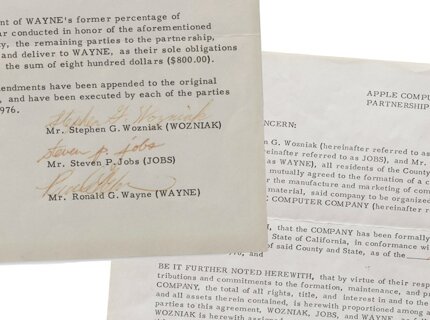 nt of WAYNE's former percentage of
ar conducted in honor of the aforementioned
ty, the remaining parties to the partnership,
and deliver to WAYNE, as their sole obligations
the sum of eight hundred dollars ($800.00).
endments have been appended to the original
, and have been executed by each of the parties
976.
Stephen G Wozniak
Mr. Stephen G. Wozniak (WOZNIAK)
steven p. jobs
Mr. Steven P. Jobs (JOBS)
Mr. Ronald G. Wayne (WAYNE)
APPLE COMPU
PARTNERSHIP
NCERN:
n G. Wozniak (hereinafter referred to as
ereinafter referred to as JOBS), and Mr.
as WAYNE), all residents of the County
mutually agreed to the formation of a c
r the manufacture and marketing of com
material, said company to be organized
COMPUTER COMPANY (hereinafter r
, that the COMPANY has been formally
State of California, in conformance wi
of said County and State, as of the
BE IT FURTHER NOTED HEREWITH, that by virtue of their resp
tributions and commitments to the formation, maintenance, and pr
COMPANY, the total of all rights, title, and interest in and to the
and all assets therein contained, is herewith proportioned among
parties to this agreement, WOZNIAK, JOBS, and WAYNE, as f